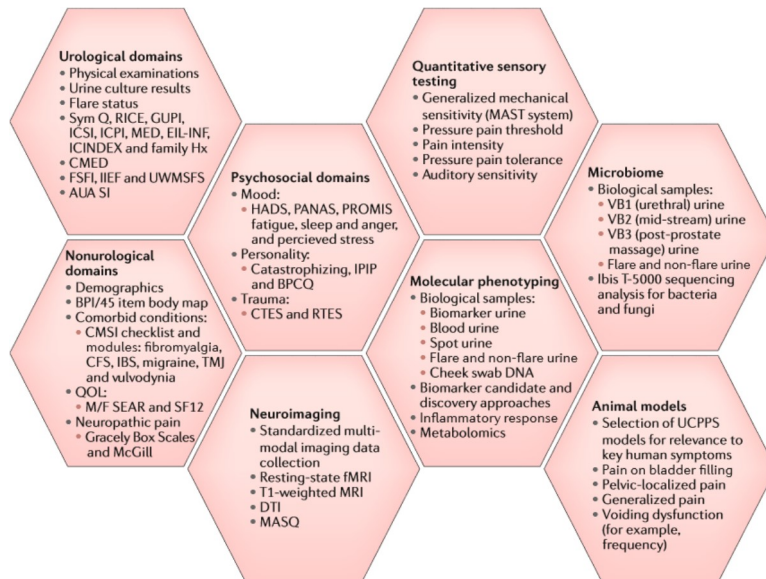 Urological domains
• Physical examinations
• Urine culture results
• Flare status
• Sym Q, RICE, GUPI,
ICSI, ICPI, MED, EIL-INF,
ICINDEX and family Hx
• CMED
• FSFI, IIEF and UWMSFS
• AUA SI
Psychosocial domains
• Mood:
• HADS, PANAS, PROMIS
fatigue, sleep and anger,
and percieved stress
• Personality:
• Catastrophizing, IPIP
and BPCQ
• Trauma:
• CTES and RTES
Quantitative sensory
testing
• Generalized mechanical
sensitivity (MAST system)
• Pressure pain threshold
• Pain intensity
• Pressure pain tolerance
• Auditory sensitivity
Microbiome
• Biological samples:
• VB1 (urethral) urine
• VB2 (mid-stream) urine
• VB3 (post-prostate
massage) urine
• Flare and non-flare urine
• Ibis T-5000 sequencing
analysis for bacteria
and fungi
Nonurological
domains
• Demographics
• BPI/45 item body map
• Comorbid conditions:
• CMSI checklist and
modules: fibromyalgia,
CFS, IBS, migraine, TMJ
and vulvodynia
• QOL:
• M/F SEAR and SF12
• Neuropathic pain
• Gracely Box Scales
and McGill
Neuroimaging
• Standardized multi-
modal imaging data
collection
• Resting-state fMRI
• T1-weighted MRI
• DTI
• MASQ
Molecular phenotyping
• Biological samples:
• Biomarker urine
• Blood urine
• Spot urine
• Flare and non-flare urine
• Cheek swab DNA
• Biomarker candidate and
discovery approaches
• Inflammatory response
• Metabolomics
Animal models
• Selection of UCPPS
models for relevance to
key human symptoms
• Pain on bladder filling
• Pelvic-localized pain
• Generalized pain
• Voiding dysfunction
(for example,
frequency)